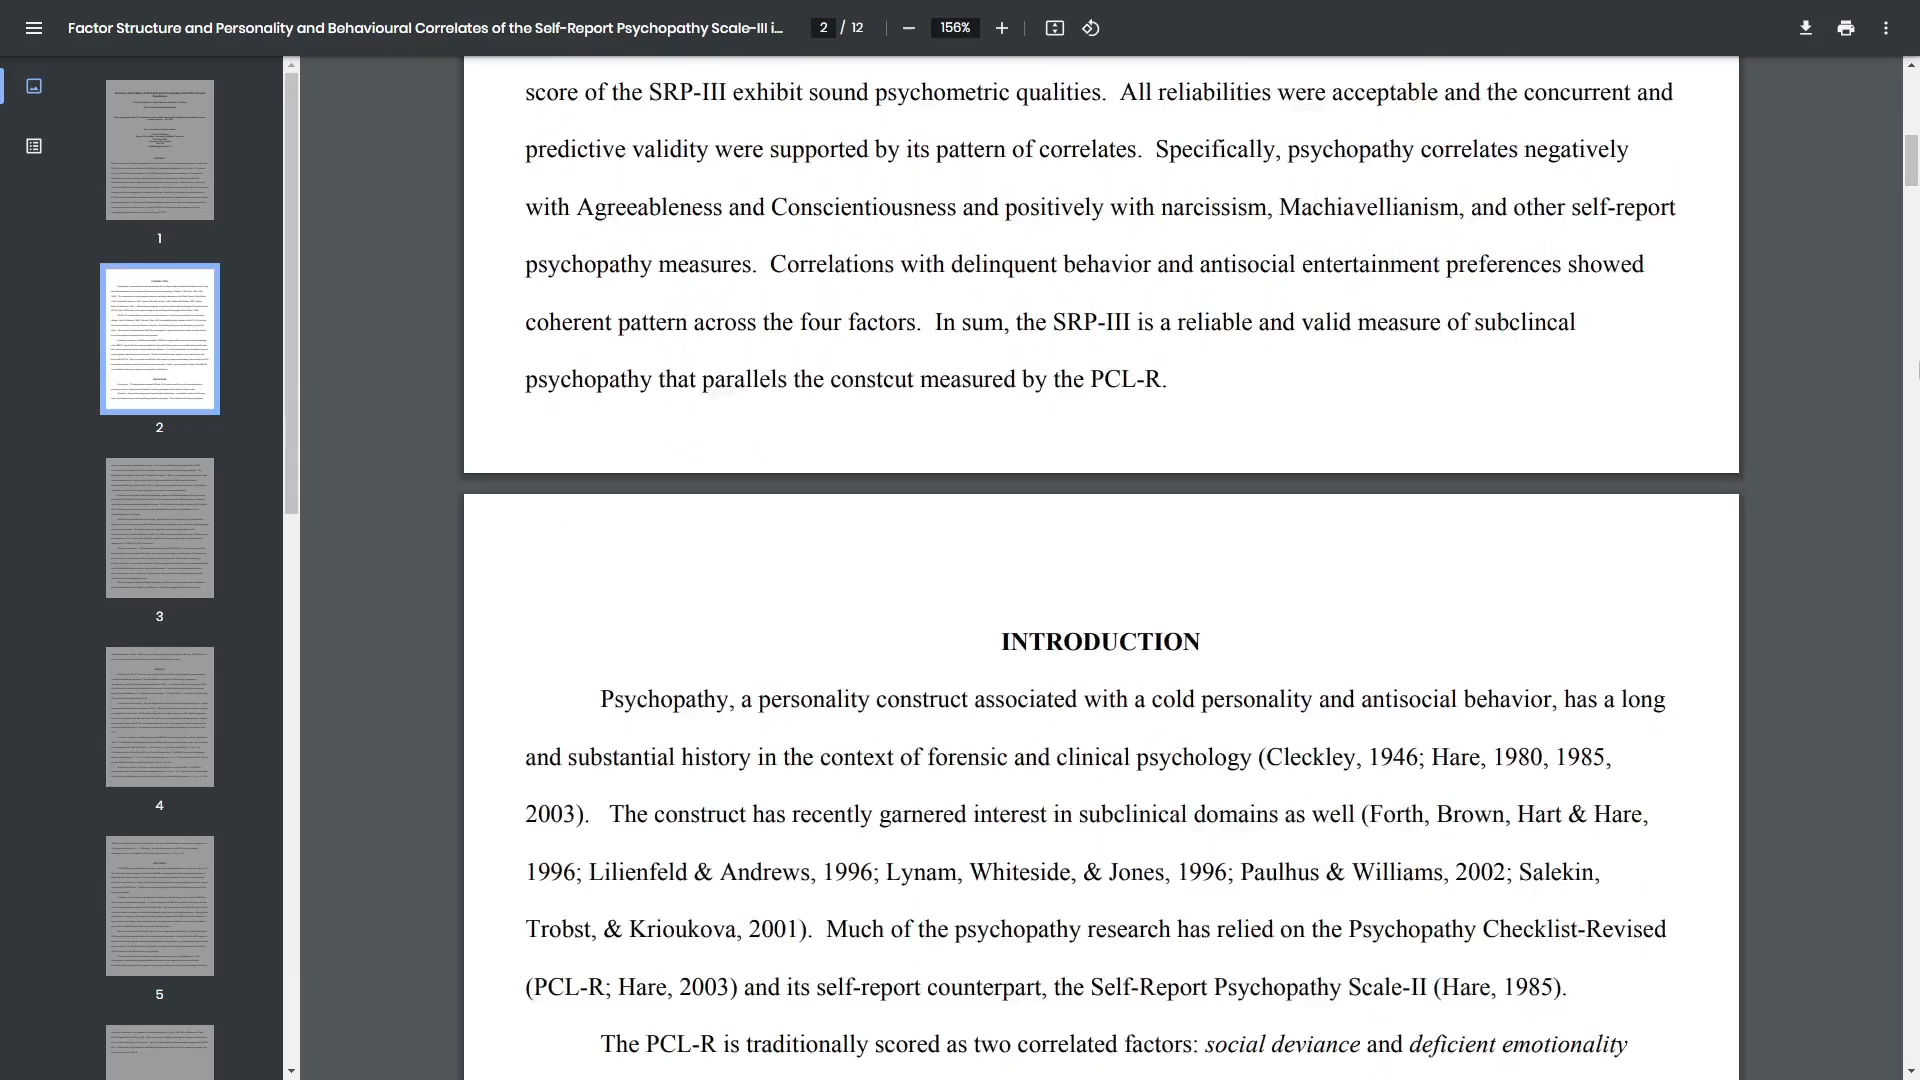 Factor Structure and Personality and Behavioural Correlates of the Self-Report Psychopathy Scale-III i...
2 / 12
156%
1
2
3
4
5
score of the SRP-III exhibit sound psychometric qualities.  All reliabilities were acceptable and the concurrent and
predictive validity were supported by its pattern of correlates.  Specifically, psychopathy correlates negatively
with Agreeableness and Conscientiousness and positively with narcissism, Machiavellianism, and other self-report
psychopathy measures.  Correlations with delinquent behavior and antisocial entertainment preferences showed
coherent pattern across the four factors.  In sum, the SRP-III is a reliable and valid measure of subclincal
psychopathy that parallels the constcut measured by the PCL-R.
INTRODUCTION
Psychopathy, a personality construct associated with a cold personality and antisocial behavior, has a long
and substantial history in the context of forensic and clinical psychology (Cleckley, 1946; Hare, 1980, 1985,
2003).   The construct has recently garnered interest in subclinical domains as well (Forth, Brown, Hart & Hare,
1996; Lilienfeld & Andrews, 1996; Lynam, Whiteside, & Jones, 1996; Paulhus & Williams, 2002; Salekin,
Trobst, & Krioukova, 2001).  Much of the psychopathy research has relied on the Psychopathy Checklist-Revised
(PCL-R; Hare, 2003) and its self-report counterpart, the Self-Report Psychopathy Scale-II (Hare, 1985).
The PCL-R is traditionally scored as two correlated factors: social deviance and deficient emotionality